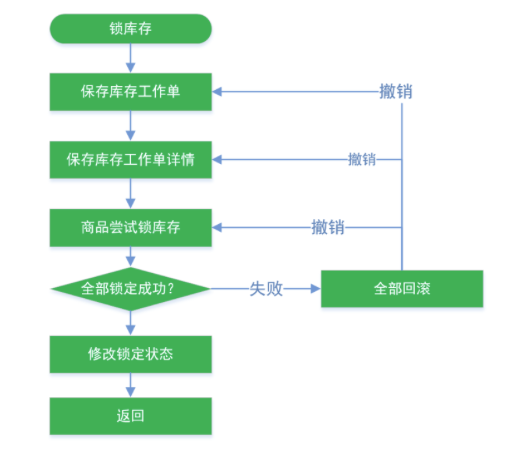 锁库存
保存库存工作单
撤销
保存库存工作单详情
撤销
商品尝试锁库存
撤销
全部锁定成功？
失败
全部回滚
修改锁定状态
返回